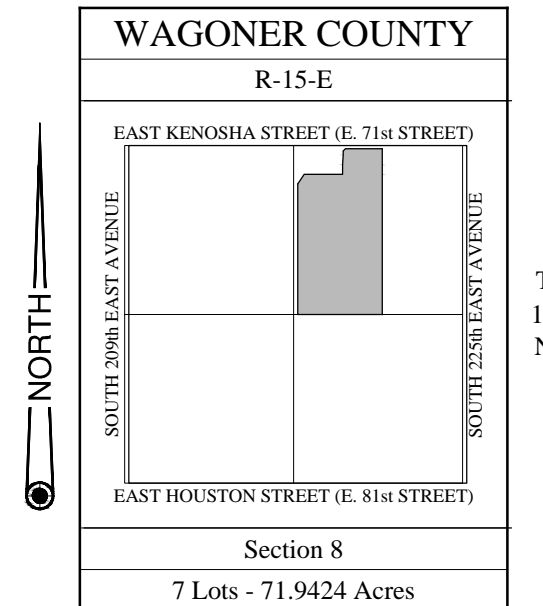 WAGONER COUNTY
R-15-E
EAST KENOSHA STREET (E. 71st STREET)
SOUTH 209th EAST AVENUE
SOUTH 225th EAST AVENUE
NORTH
T
1
N
EAST HOUSTON STREET (E. 81st STREET)
Section 8
7 Lots - 71.9424 Acres